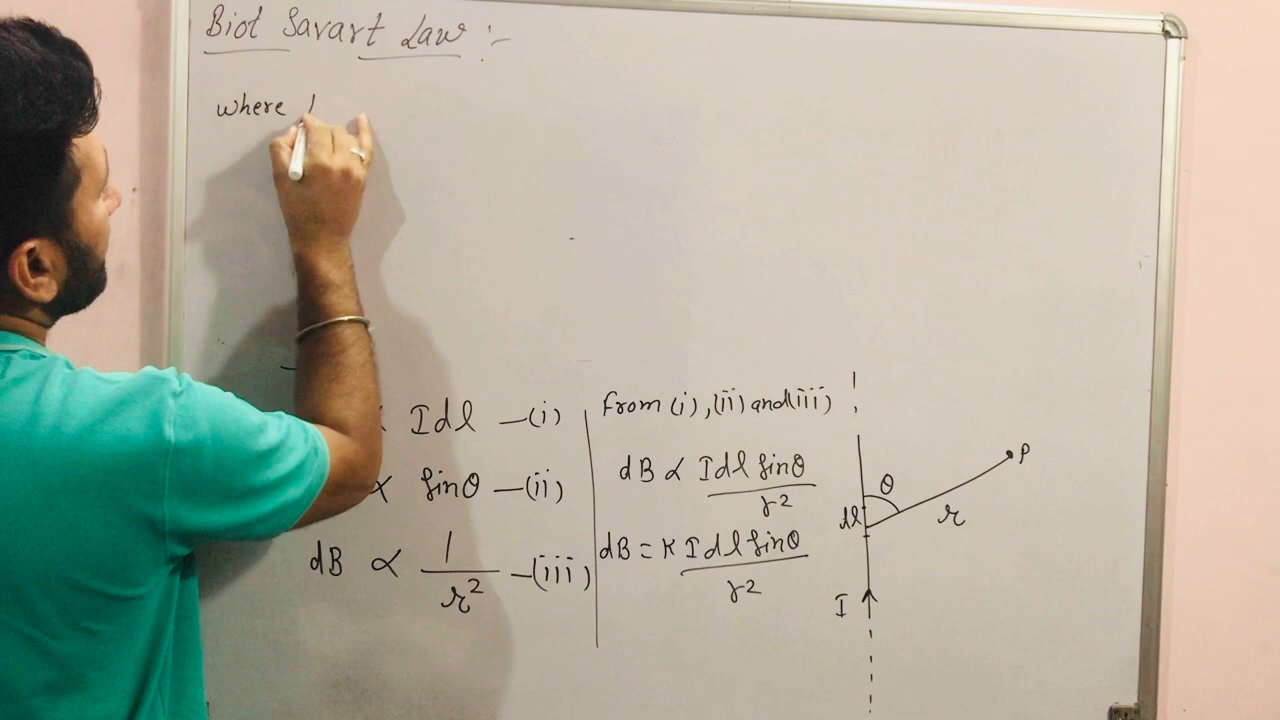 Biot Savart Law :-
where
Idl —(i)
∝ sinθ —(ii)
dB ∝ 1/r² —(iii)
from (i), (ii) and (iii)
dB ∝ Idl sinθ/r²
dB = K Idl sinθ/r²
P
θ
r
dl
I